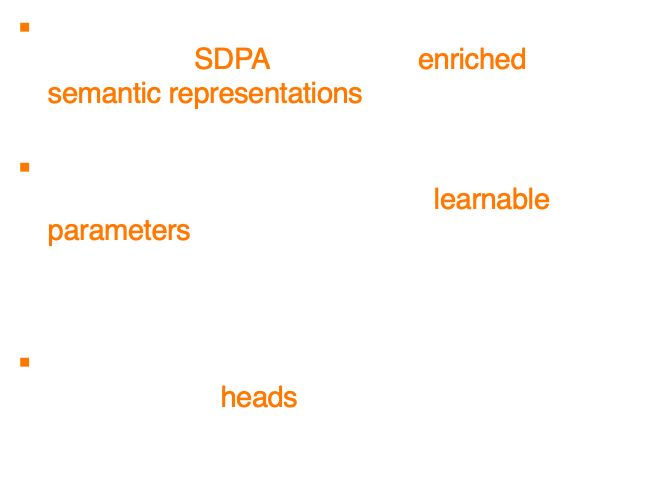 SDPA enriched
semantic representations
learnable
parameters
heads